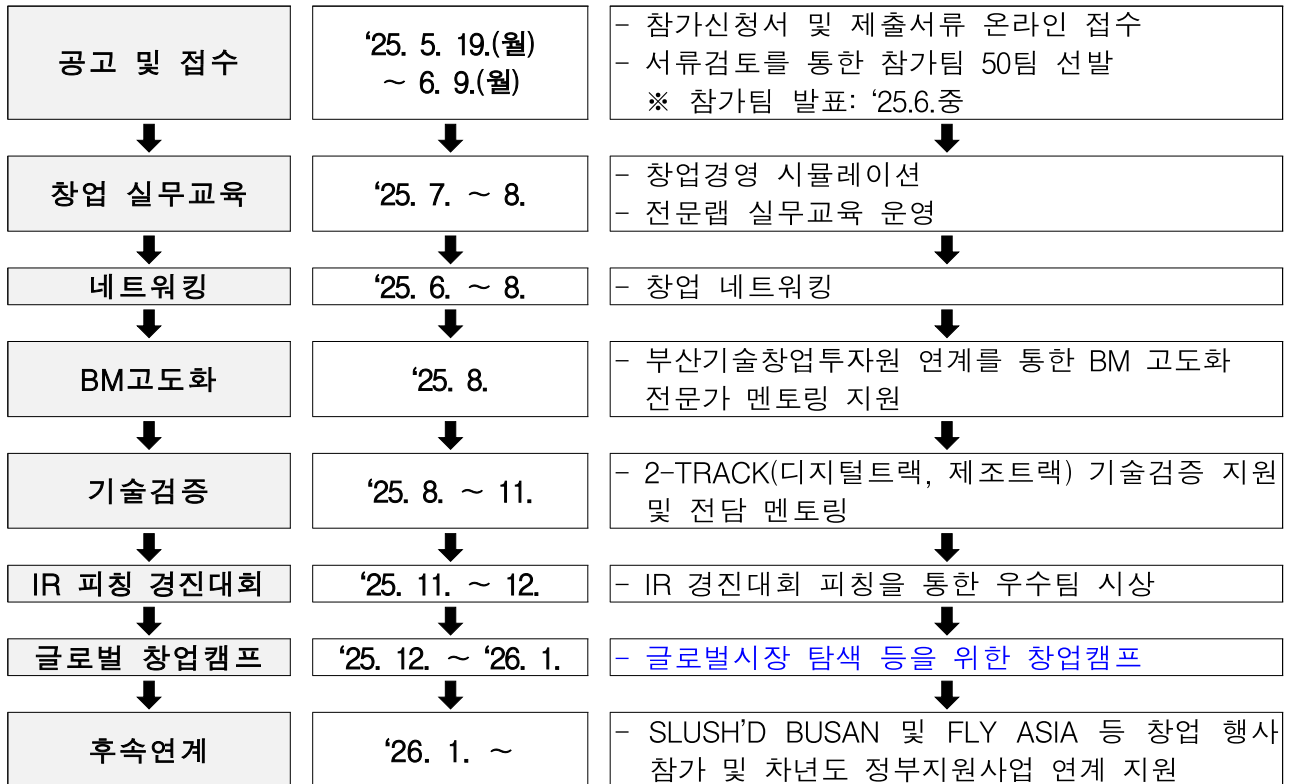 공고 및 접수
‘25. 5. 19.(월)
~ 6. 9.(월)
- 참가신청서 및 제출서류 온라인 접수
- 서류검토를 통한 참가팀 50팀 선발
※ 참가팀 발표: ‘25.6.중
창업 실무교육
‘25. 7. ~ 8.
- 창업경영 시뮬레이션
- 전문랩 실무교육 운영
네트워킹
‘25. 6. ~ 8.
- 창업 네트워킹
BM고도화
‘25. 8.
- 부산기술창업투자원 연계를 통한 BM 고도화
전문가 멘토링 지원
기술검증
‘25. 8. ~ 11.
- 2-TRACK(디지털트랙, 제조트랙) 기술검증 지원
및 전담 멘토링
IR 피칭 경진대회
‘25. 11. ~ 12.
- IR 경진대회 피칭을 통한 우수팀 시상
글로벌 창업캠프
‘25. 12. ~ ‘26. 1.
- 글로벌시장 탐색 등을 위한 창업캠프
후속연계
‘26. 1. ~
- SLUSH’D BUSAN 및 FLY ASIA 등 창업 행사
참가 및 차년도 정부지원사업 연계 지원